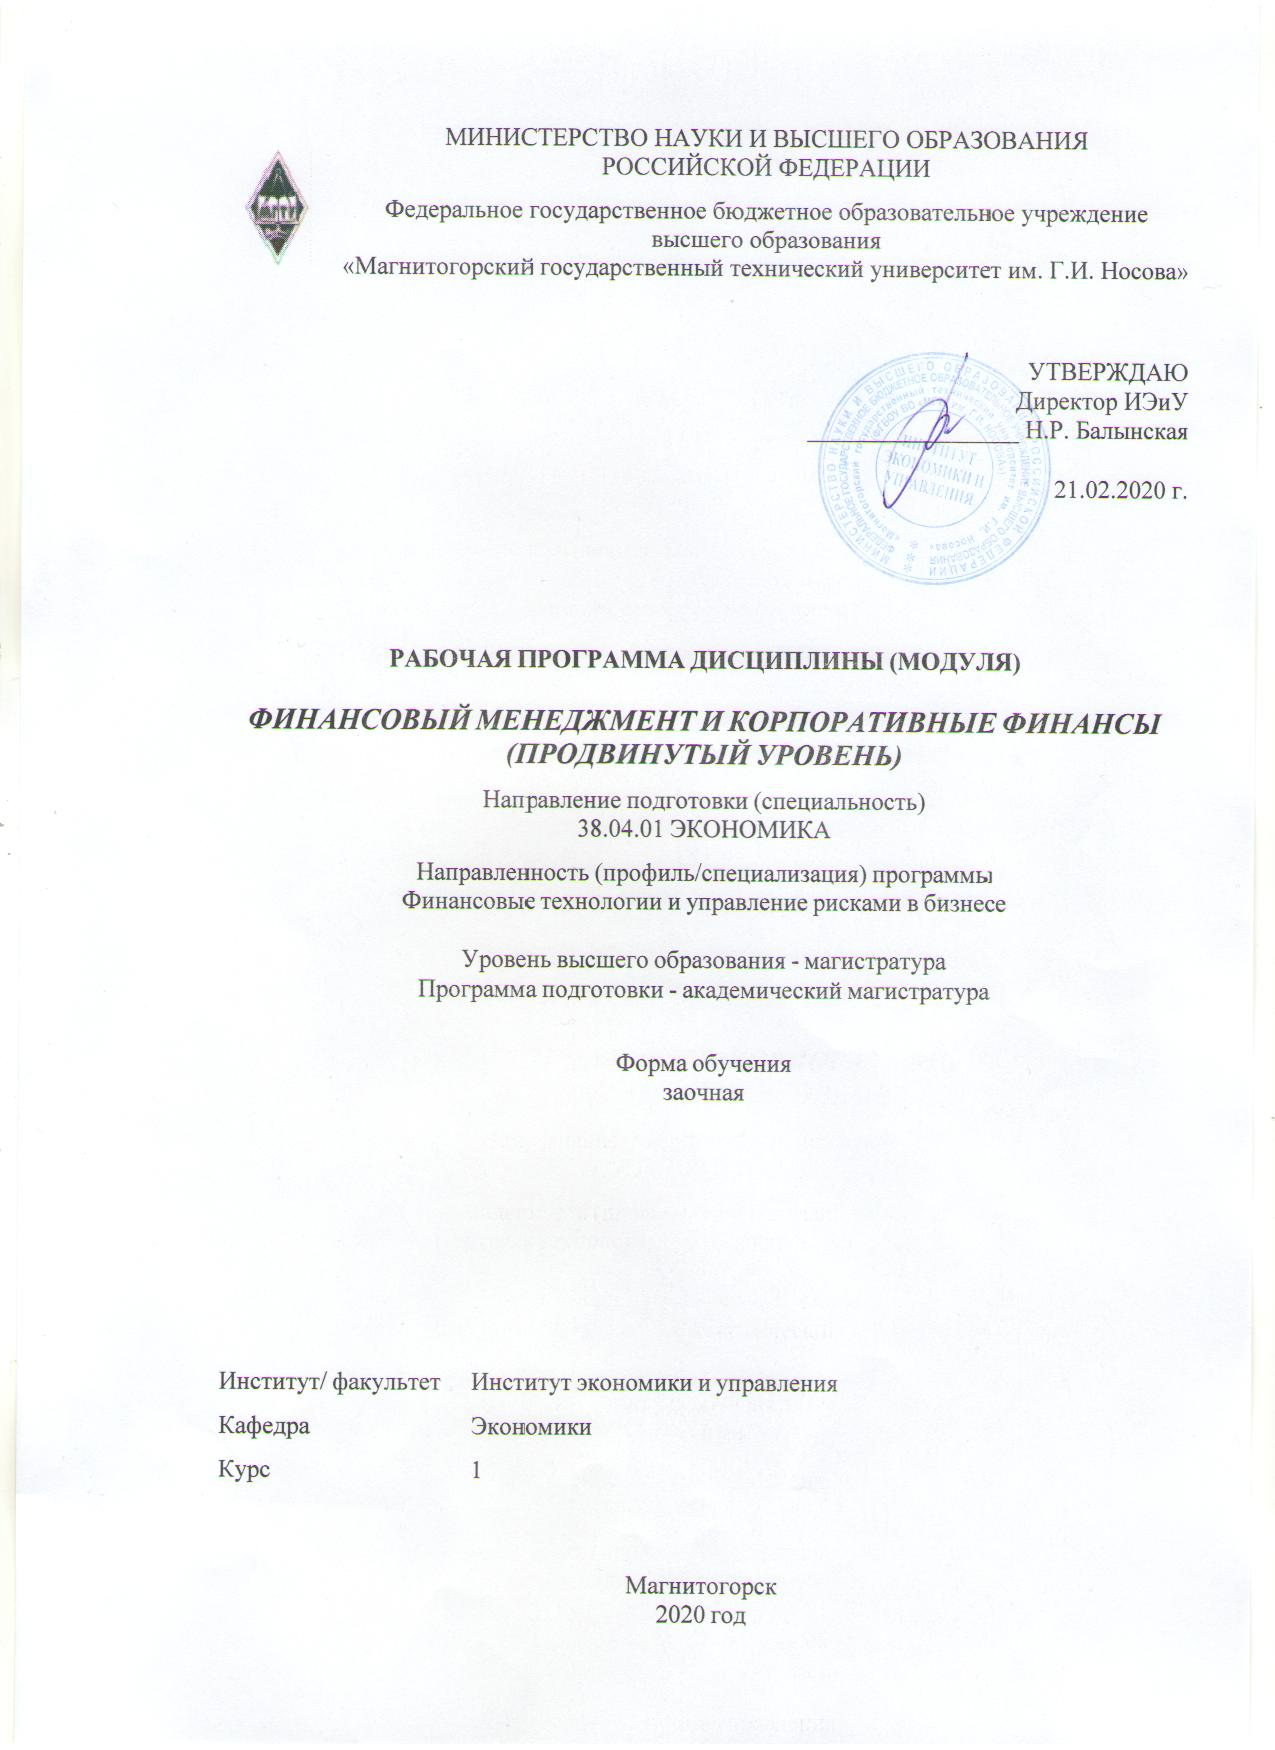 МИНИСТЕРСТВО НАУКИ И ВЫСШЕГО ОБРАЗОВАНИЯ
РОССИЙСКОЙ ФЕДЕРАЦИИ
Федеральное государственное бюджетное образовательное учреждение
высшего образования
«Магнитогорский государственный технический университет им. Г.И. Носова»
УТВЕРЖДАЮ
Директор ИЭиУ
Н.Р. Балынская
21.02.2020 г.
ИНСТИТУТ
ЭКОНОМИКИ И
УПРАВЛЕНИЯ
РАБОЧАЯ ПРОГРАММА ДИСЦИПЛИНЫ (МОДУЛЯ)
ФИНАНСОВЫЙ МЕНЕДЖМЕНТ И КОРПОРАТИВНЫЕ ФИНАНСЫ
(ПРОДВИНУТЫЙ УРОВЕНЬ)
Направление подготовки (специальность)
38.04.01 ЭКОНОМИКА
Направленность (профиль/специализация) программы
Финансовые технологии и управление рисками в бизнесе
Уровень высшего образования - магистратура
Программа подготовки - академический магистратура
Форма обучения
заочная
Институт/ факультет Институт экономики и управления
Кафедра Экономики
Курс 1
Магнитогорск
2020 год